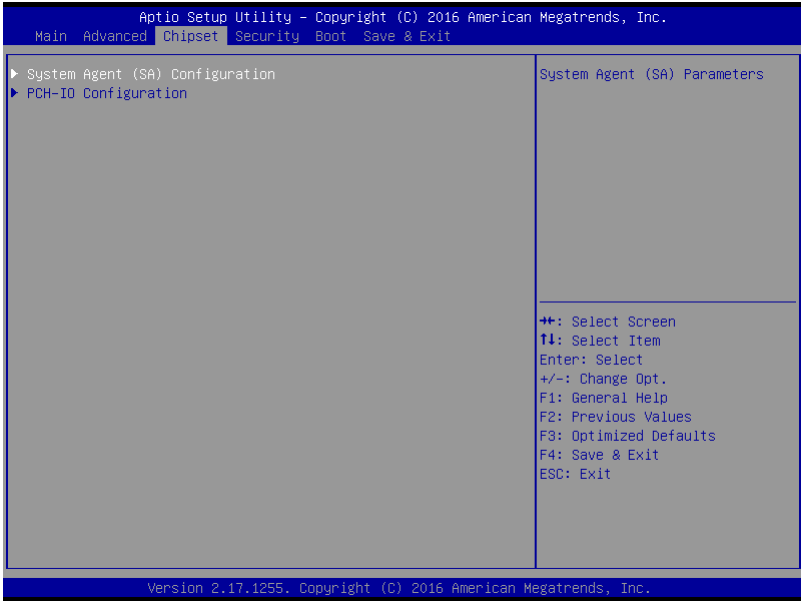 Aptio Setup Utility – Copyright (C) 2016 American Megatrends, Inc.
Main Advanced Chipset Security Boot Save & Exit
▶ System Agent (SA) Configuration
▶ PCH-IO Configuration
System Agent (SA) Parameters
→←: Select Screen
↑↓: Select Item
Enter: Select
+/-: Change Opt.
F1: General Help
F2: Previous Values
F3: Optimized Defaults
F4: Save & Exit
ESC: Exit
Version 2.17.1255. Copyright (C) 2016 American Megatrends, Inc.